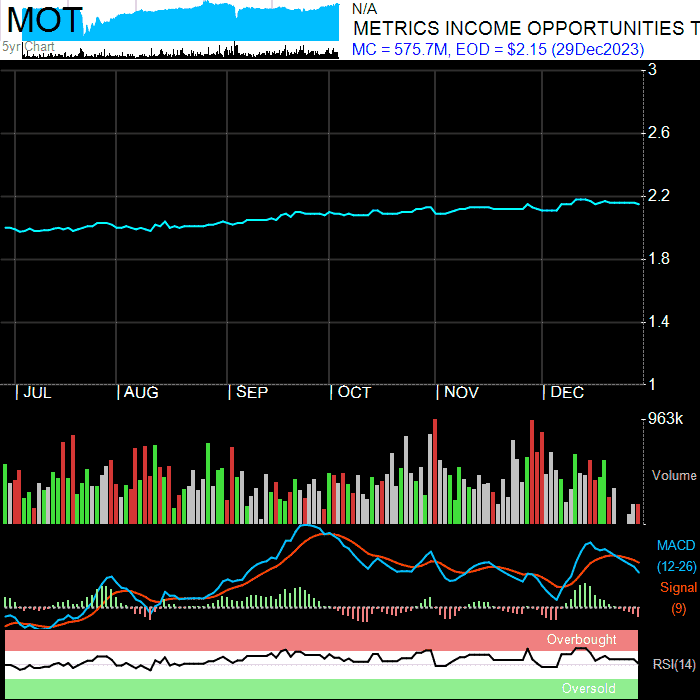 MOT
5yr Chart
N/A
METRICS INCOME OPPORTUNITIES T
MC = 575.7M, EOD = $2.15 (29Dec2023)
3
2.6
2.2
1.8
1.4
1
JUL AUG SEP OCT NOV DEC
963k
Volume
MACD
(12-26)
Signal
(9)
Overbought
RSI(14)
Oversold